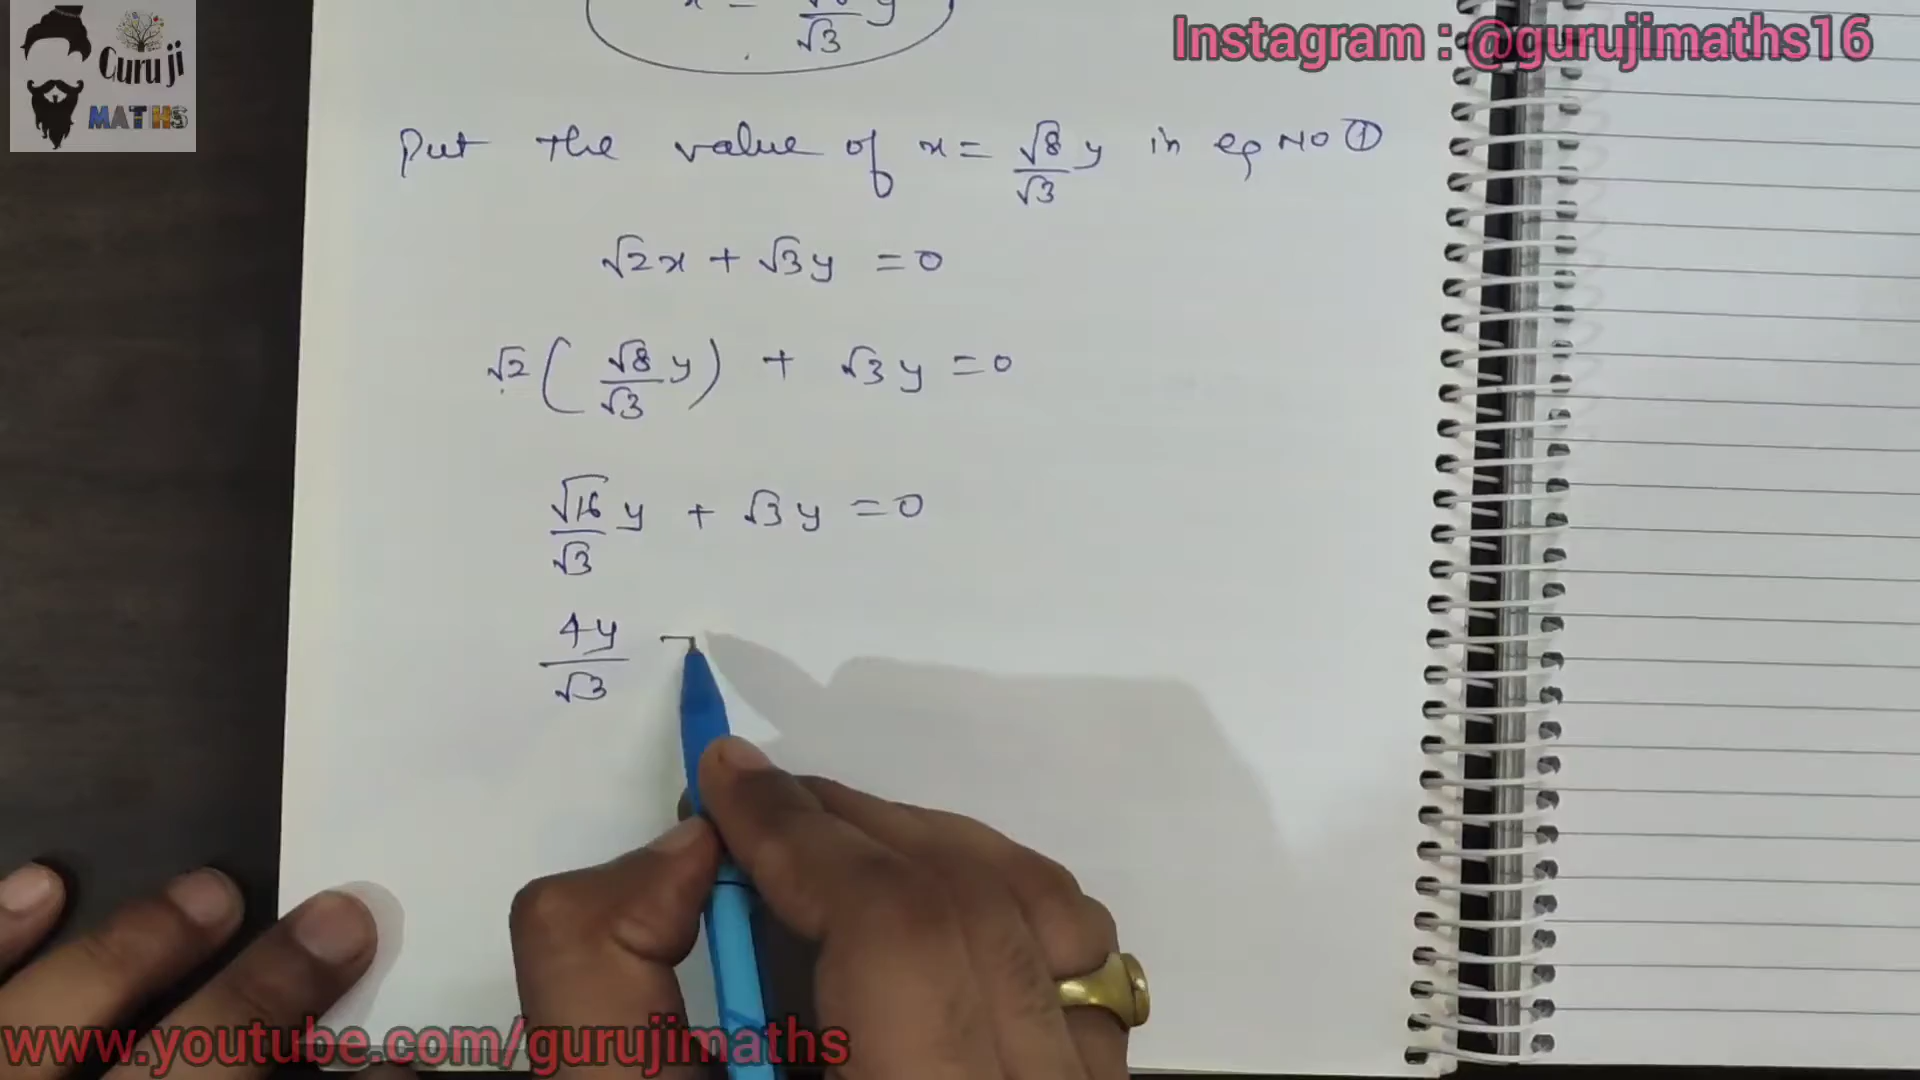 Guru ji
MATHS
Instagram : @gurujimaths16
x = √8/√3 y
Put the value of x = √8/√3 y in eq NO ①
√2x + √3y = 0
√2 ( √8/√3 y ) + √3y = 0
√16/√3 y + √3y = 0
4y/√3
www.youtube.com/gurujimaths